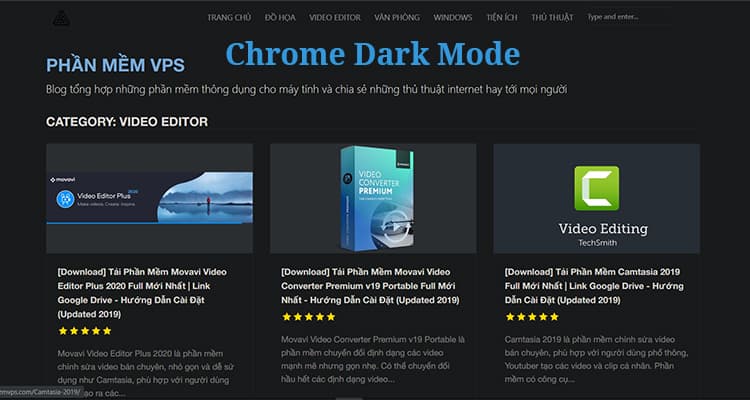 TRANG CHỦ ĐỒ HỌA VIDEO EDITOR VĂN PHÒNG WINDOWS TIỆN ÍCH THỦ THUẬT Type and enter...
Chrome Dark Mode
PHẦN MỀM VPS
Blog tổng hợp những phần mềm thông dụng cho máy tính và chia sẻ những thủ thuật internet hay tới mọi người
CATEGORY: VIDEO EDITOR
movavi
Video Editor Plus 2020
Make videos. Create inspire.
[Download] Tải Phần Mềm Movavi Video
Editor Plus 2020 Full Mới Nhất | Link
Google Drive - Hướng Dẫn Cài Đặt
(Updated 2019)
Movavi Video Editor Plus 2020 là phần mềm
chỉnh sửa video bán chuyên, nhỏ gọn và dễ sử
dụng như Camtasia, phù hợp với người dùng
tạo ra các...
movavi
VIDEO
CONVERTER
PREMIUM
[Download] Tải Phần Mềm Movavi Video
Converter Premium v19 Portable Full Mới
Nhất - Hướng Dẫn Cài Đặt (Updated 2019)
Movavi Video Converter Premium v19 Portable là
phần mềm chuyển đổi định dạng các video
mạnh mẽ nhưng gọn nhẹ. Có thể chuyển đổi
hầu hết các định dạng video...
C
Video Editing
TechSmith
[Download] Tải Phần Mềm Camtasia 2019
Full Mới Nhất | Link Google Drive - Hướng
Dẫn Cài Đặt (Updated 2019)
Camtasia 2019 là phần mềm chỉnh sửa video
bán chuyên, phù hợp với người dùng phổ thông,
Youtuber tạo các video và clip cá nhân. Phần
mềm có công cụ...
mvps.com/Camtasia-2019/